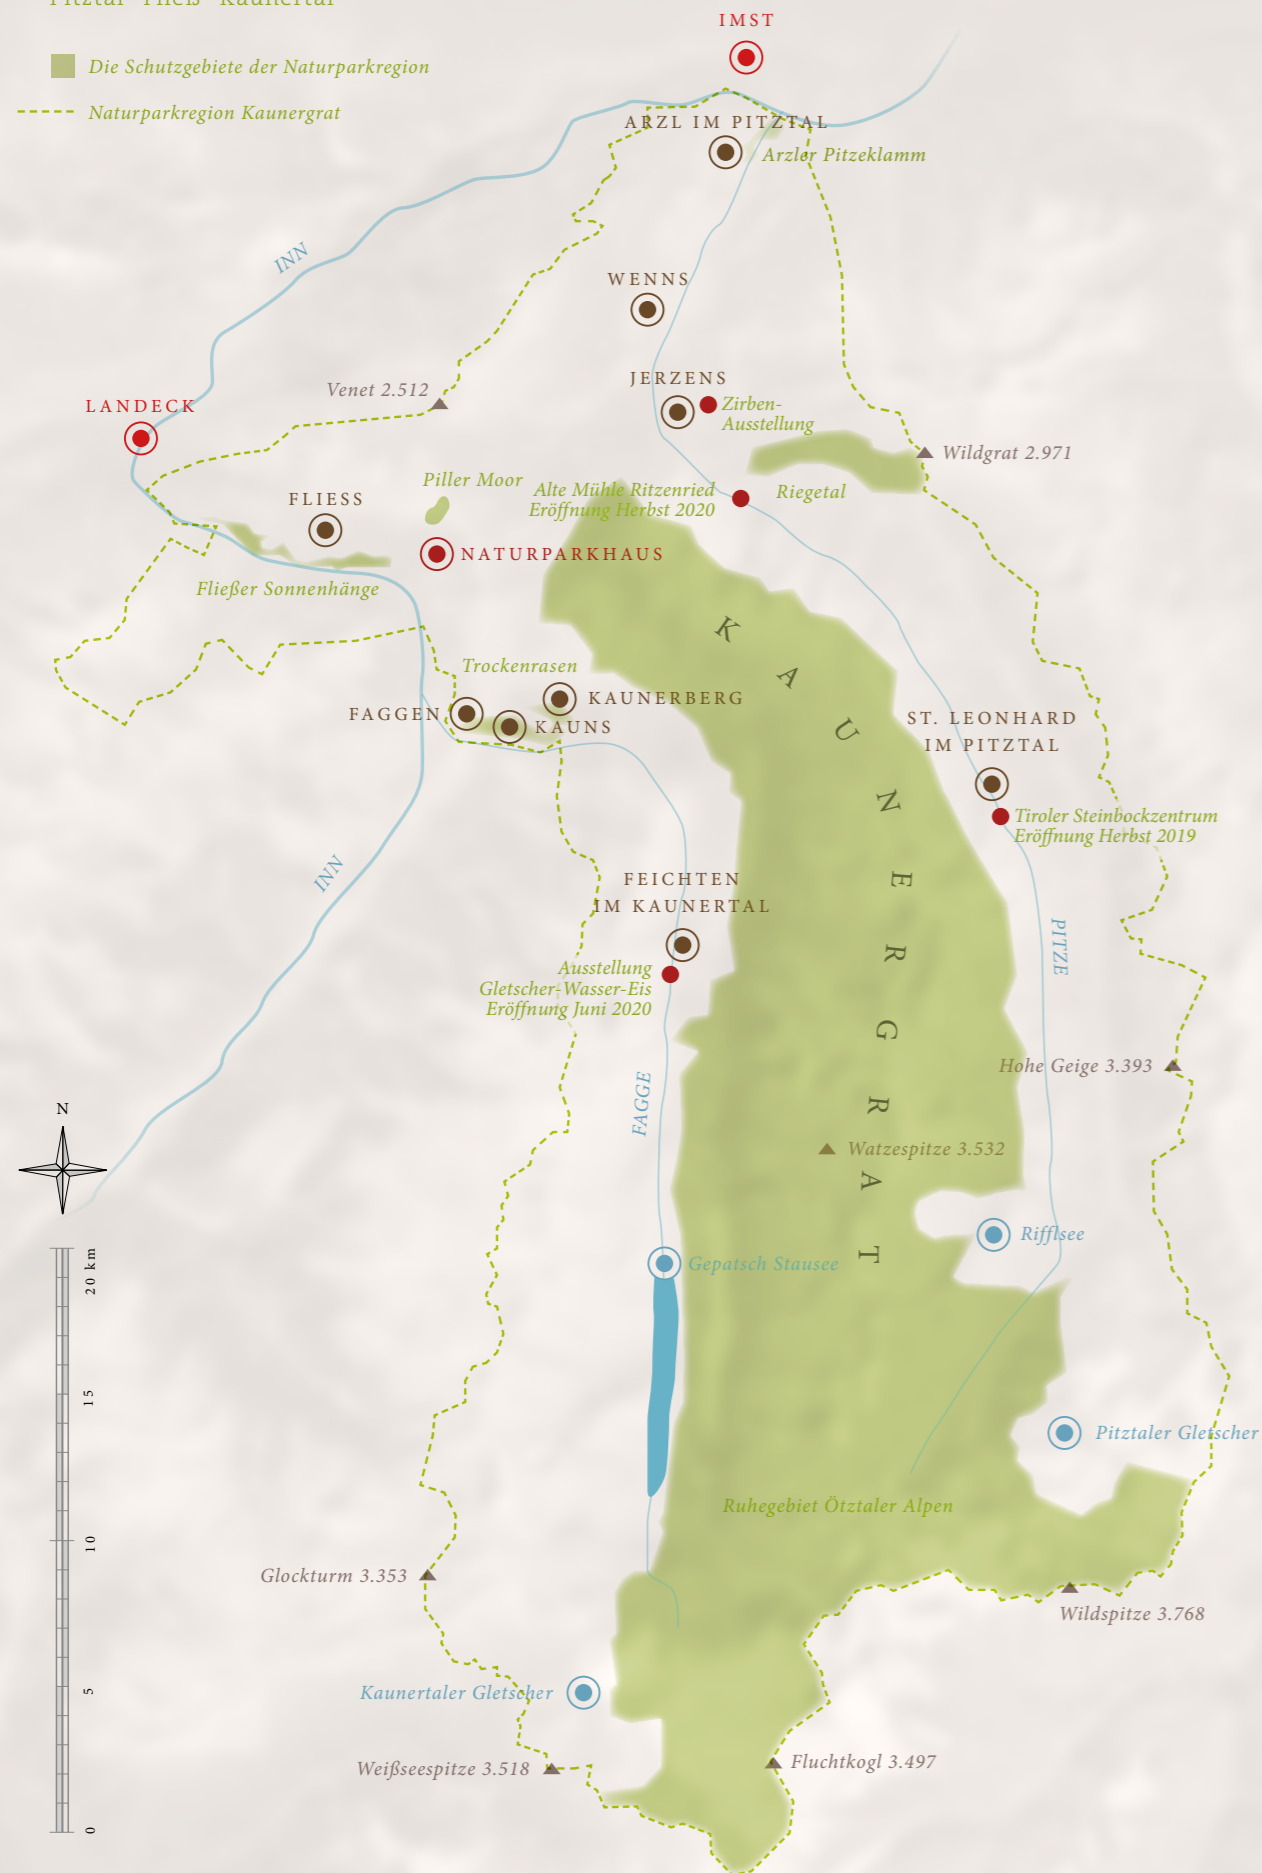 Pitztal Fließ Kaunertal
IMST
Die Schutzgebiete der Naturparkregion
Naturparkregion Kaunergrat
ARZL IM PITZTAL
Arzler Pitzeklamm
INN
WENNS
JERZENS
Venet 2.512
LANDECK
Zirben-
Ausstellung
Wildgrat 2.971
Piller Moor
Alte Mühle Ritzenried
Eröffnung Herbst 2020
Riegetal
FLIESS
NATURPARKHAUS
Fließer Sonnenhänge
KAUNERGRAT
Trockenrasen
KAUNERBERG
FAGGEN
KAUNS
ST. LEONHARD
IM PITZTAL
Tiroler Steinbockzentrum
Eröffnung Herbst 2019
INN
FEICHTEN
IM KAUNERTAL
PITZE
Ausstellung
Gletscher-Wasser-Eis
Eröffnung Juni 2020
Hohe Geige 3.393
FAGGE
N
Watzespitze 3.532
Rifflsee
Gepatsch Stausee
20 km
15
Pitztaler Gletscher
Ruhegebiet Ötztaler Alpen
10
Glockturm 3.353
Wildspitze 3.768
5
Kaunertaler Gletscher
Weißseespitze 3.518
Fluchtkogl 3.497
0